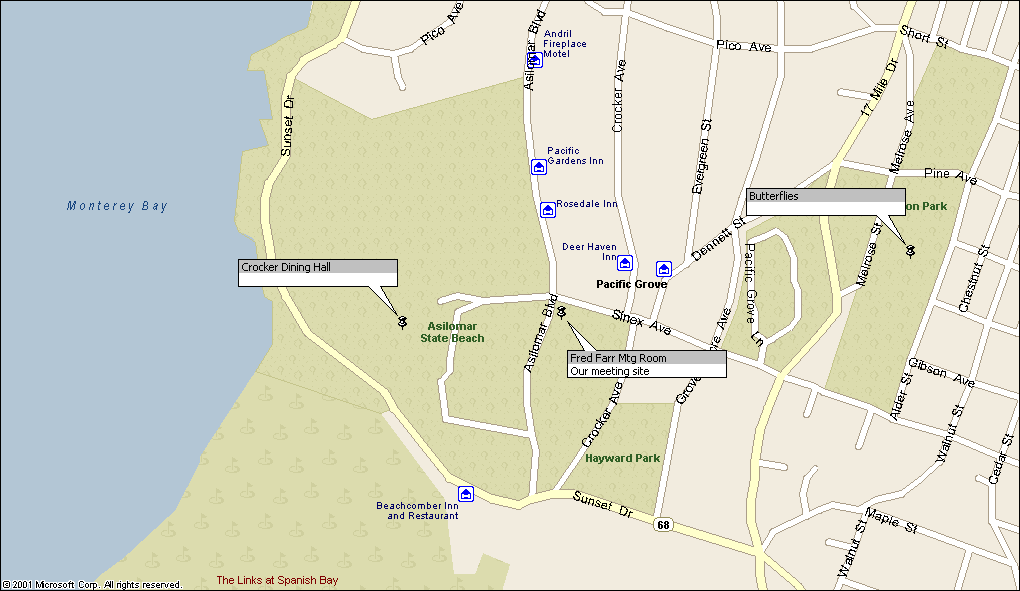 Pico Ave
Asilomar Blvd
Andril
Fireplace
Motel
Pico Ave
Short St
17 Mile Dr
Crocker Ave
Sunset Dr
Evergreen St
Melrose Ave
Pacific
Gardens Inn
Pine Ave
Butterflies
on Park
Rosedale Inn
Monterey Bay
Dennett St
Melrose St
Deer Haven
Inn
Pacific Grove
Crocker Dining Hall
Pacific Grove Ln
Chestnut St
Asilomar
State Beach
Asilomar Blvd
Sinex Ave
Fred Farr Mtg Room
Our meeting site
Grove
re Ave
Gibson Ave
Alder St
Crocker Ave
Walnut St
Cedar St
Hayward Park
Beachcomber Inn
and Restaurant
Sunset Dr
68
Maple St
Walnut St
The Links at Spanish Bay
© 2001 Microsoft Corp. All rights reserved.